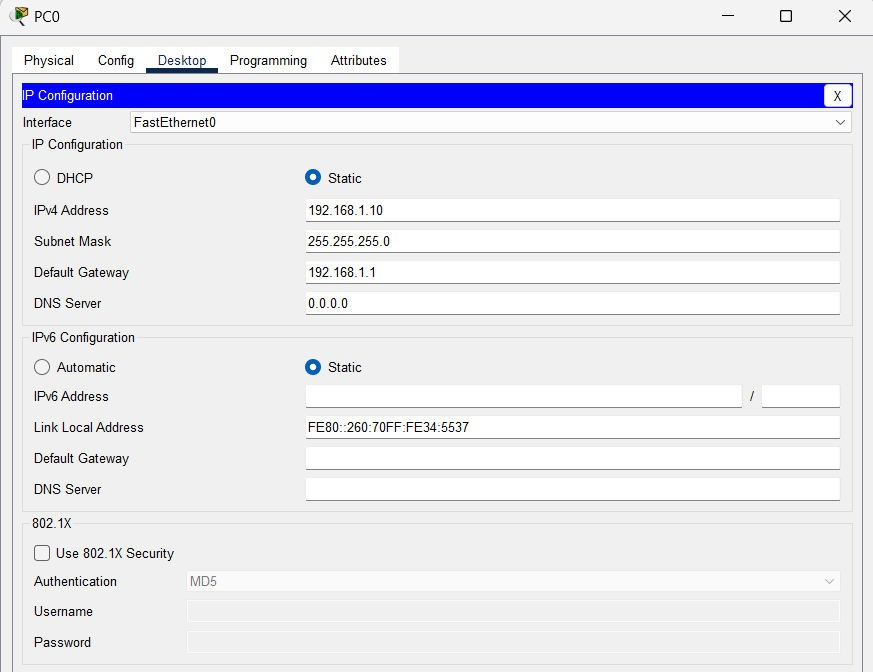 PC0
Physical Config Desktop Programming Attributes
IP Configuration X
Interface FastEthernet0
IP Configuration
DHCP Static
IPv4 Address 192.168.1.10
Subnet Mask 255.255.255.0
Default Gateway 192.168.1.1
DNS Server 0.0.0.0
IPv6 Configuration
Automatic Static
IPv6 Address /
Link Local Address FE80::260:70FF:FE34:5537
Default Gateway
DNS Server
802.1X
Use 802.1X Security
Authentication MD5
Username
Password